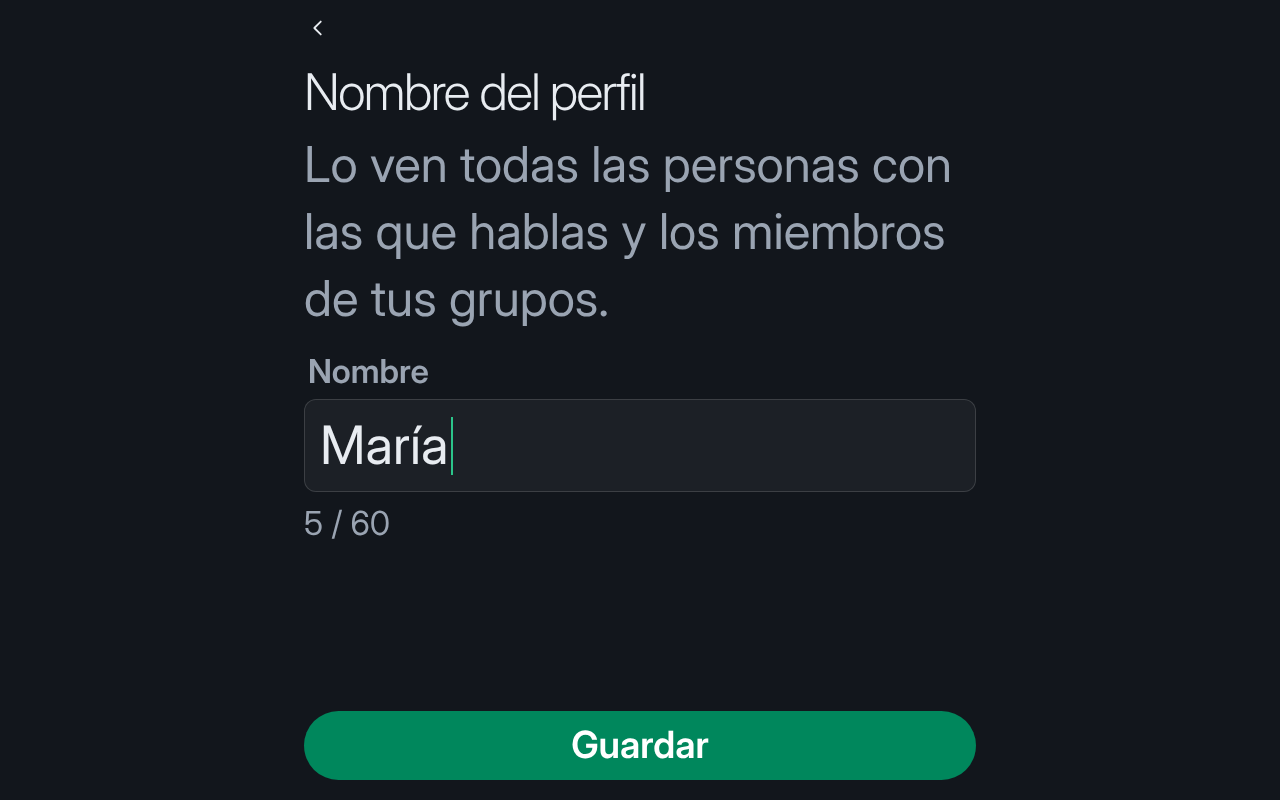 Nombre del perfil
Lo ven todas las personas con
las que hablas y los miembros
de tus grupos.
Nombre
María
5 / 60
Guardar